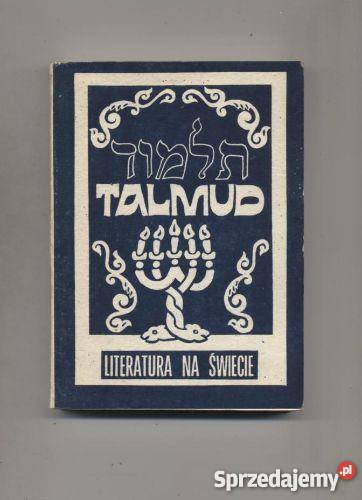 תלמוד
TALMUD
LITERATURA NA ŚWIECIE
Sprzedajemy.pl